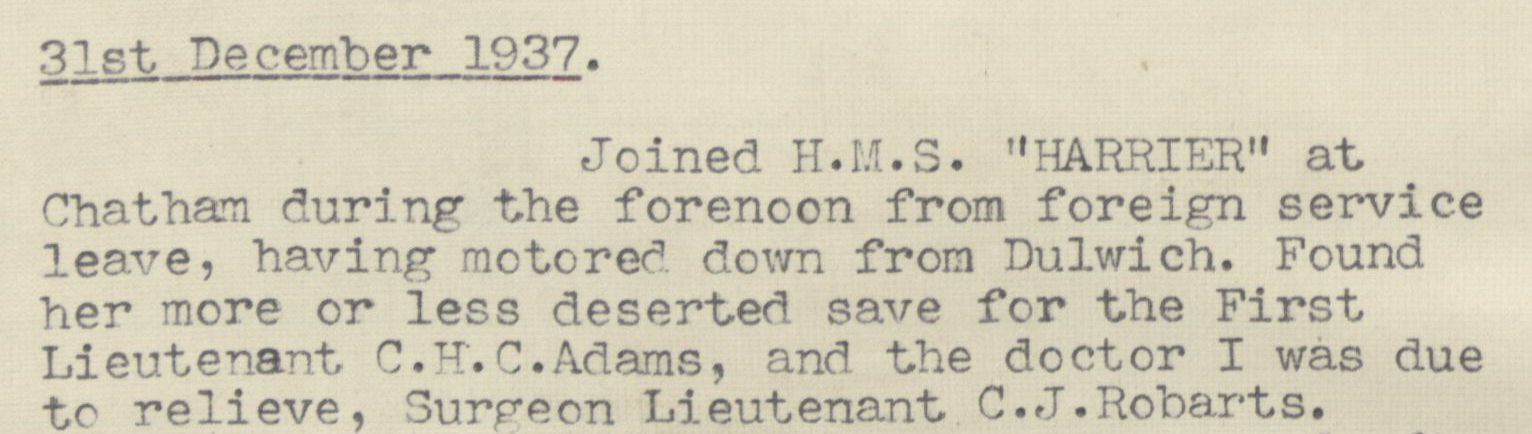 31st December 1937.
Joined H.M.S. "HARRIER" at
Chatham during the forenoon from foreign service
leave, having motored down from Dulwich. Found
her more or less deserted save for the First
Lieutenant C.H.C.Adams, and the doctor I was due
to relieve, Surgeon Lieutenant C.J.Robarts.